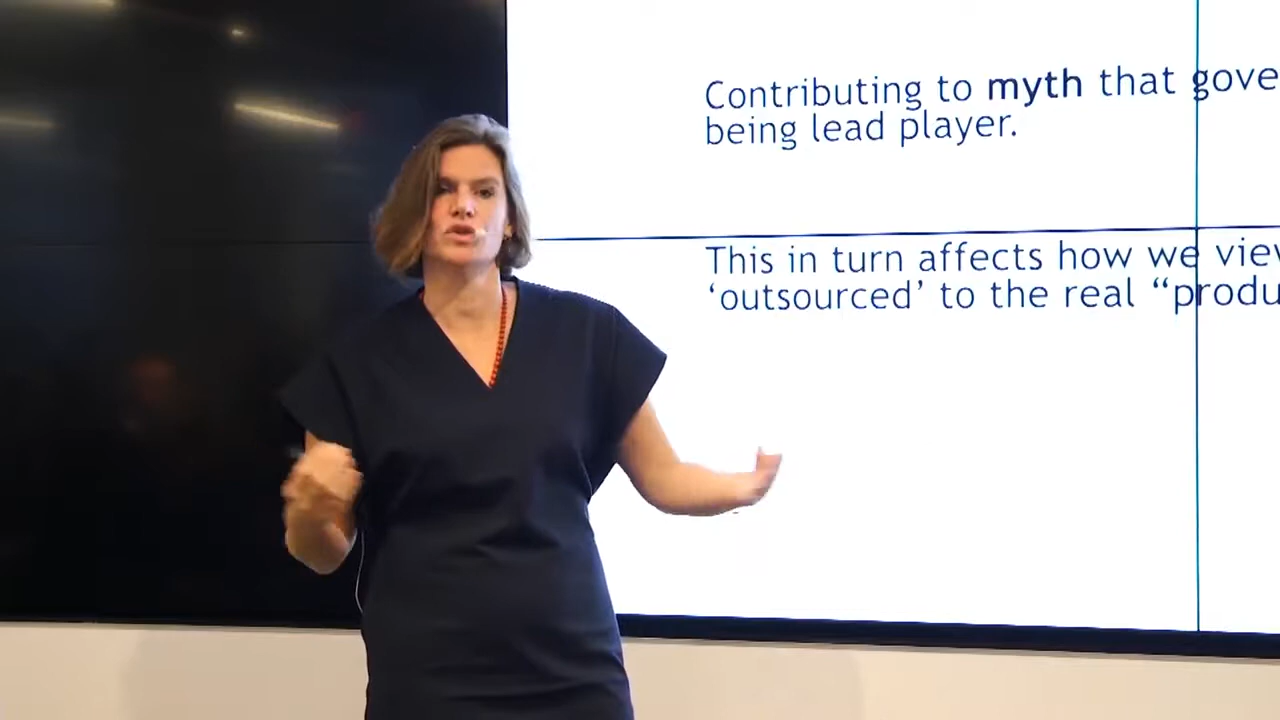 Contributing to myth that gove
being lead player.
This in turn affects how we view
‘outsourced’ to the real “produ